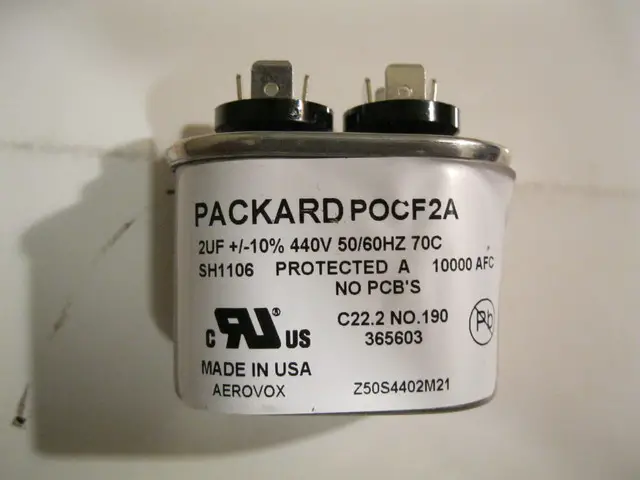 PACKARD POCF2A
2UF +/-10% 440V 50/60HZ 70C
SH1106 PROTECTED A 10000 AFC
NO PCB'S
C22.2 NO.190
365603
c RU ® US
Pb
MADE IN USA
AEROVOX Z50S4402M21